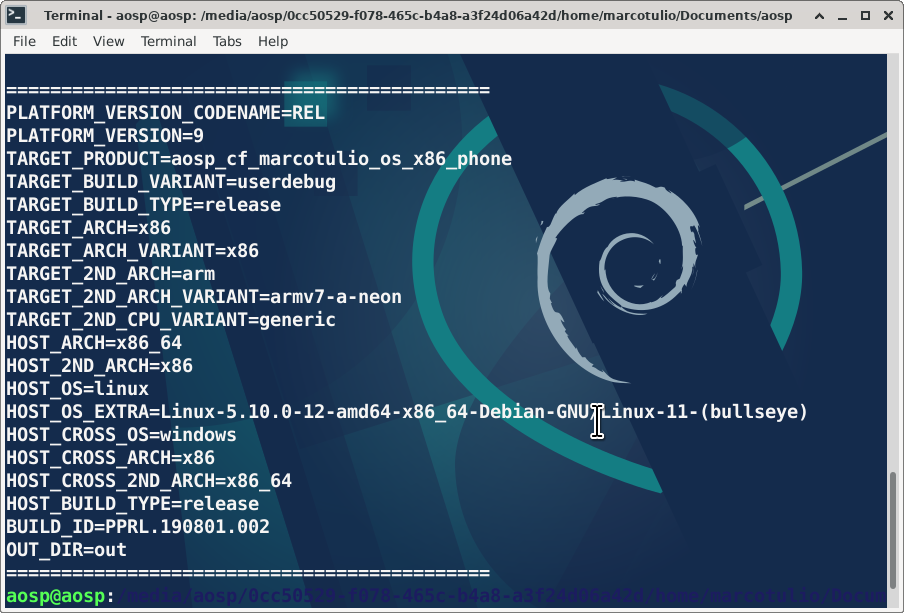 Terminal - aosp@aosp: /media/aosp/0cc50529-f078-465c-b4a8-a3f24d06a42d/home/marcotulio/Documents/aosp
File Edit View Terminal Tabs Help
============================================
PLATFORM_VERSION_CODENAME=REL
PLATFORM_VERSION=9
TARGET_PRODUCT=aosp_cf_marcotulio_os_x86_phone
TARGET_BUILD_VARIANT=userdebug
TARGET_BUILD_TYPE=release
TARGET_ARCH=x86
TARGET_ARCH_VARIANT=x86
TARGET_2ND_ARCH=arm
TARGET_2ND_ARCH_VARIANT=armv7-a-neon
TARGET_2ND_CPU_VARIANT=generic
HOST_ARCH=x86_64
HOST_2ND_ARCH=x86
HOST_OS=linux
HOST_OS_EXTRA=Linux-5.10.0-12-amd64-x86_64-Debian-GNU/Linux-11-(bullseye)
HOST_CROSS_OS=windows
HOST_CROSS_ARCH=x86
HOST_CROSS_2ND_ARCH=x86_64
HOST_BUILD_TYPE=release
BUILD_ID=PPRL.190801.002
OUT_DIR=out
============================================
aosp@aosp:/media/aosp/0cc50529-f078-465c-b4a8-a3f24d06a42d/home/marcotulio/Docum